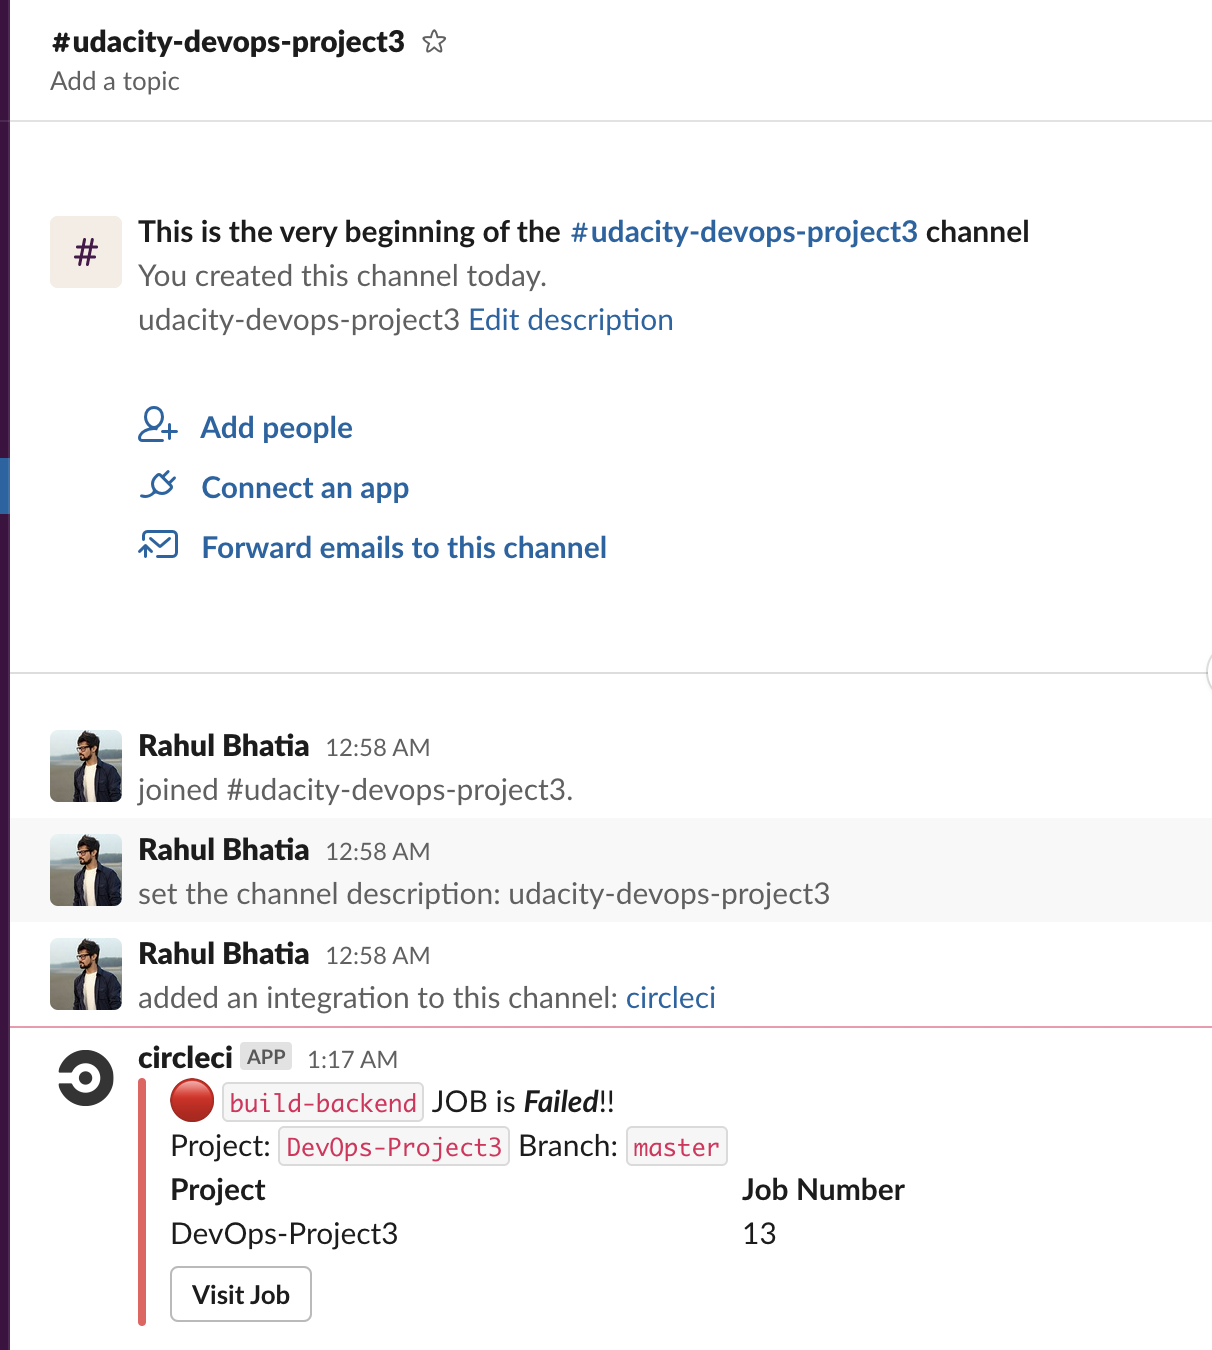 #udacity-devops-project3
Add a topic
#
This is the very beginning of the #udacity-devops-project3 channel
You created this channel today.
udacity-devops-project3 Edit description
Add people
Connect an app
Forward emails to this channel
Rahul Bhatia 12:58 AM
joined #udacity-devops-project3.
Rahul Bhatia 12:58 AM
set the channel description: udacity-devops-project3
Rahul Bhatia 12:58 AM
added an integration to this channel: circleci
circleci APP 1:17 AM
build-backend JOB is Failed!!
Project: DevOps-Project3 Branch: master
Project Job Number
DevOps-Project3 13
Visit Job